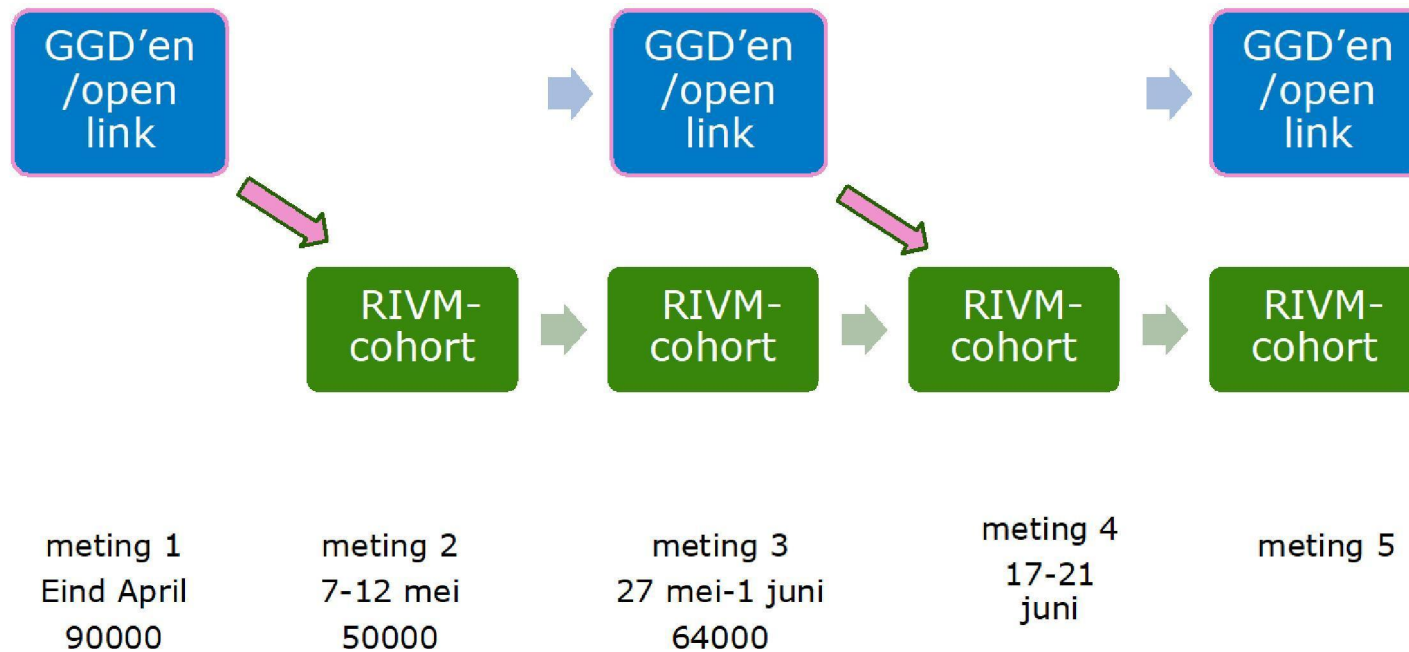 GGD'en
/open
link
GGD'en
/open
link
GGD'en
/open
link
RIVM-
cohort
RIVM-
cohort
RIVM-
cohort
RIVM-
cohort
meting 1
Eind April
90000
meting 2
7-12 mei
50000
meting 3
27 mei-1 juni
64000
meting 4
17-21
juni
meting 5